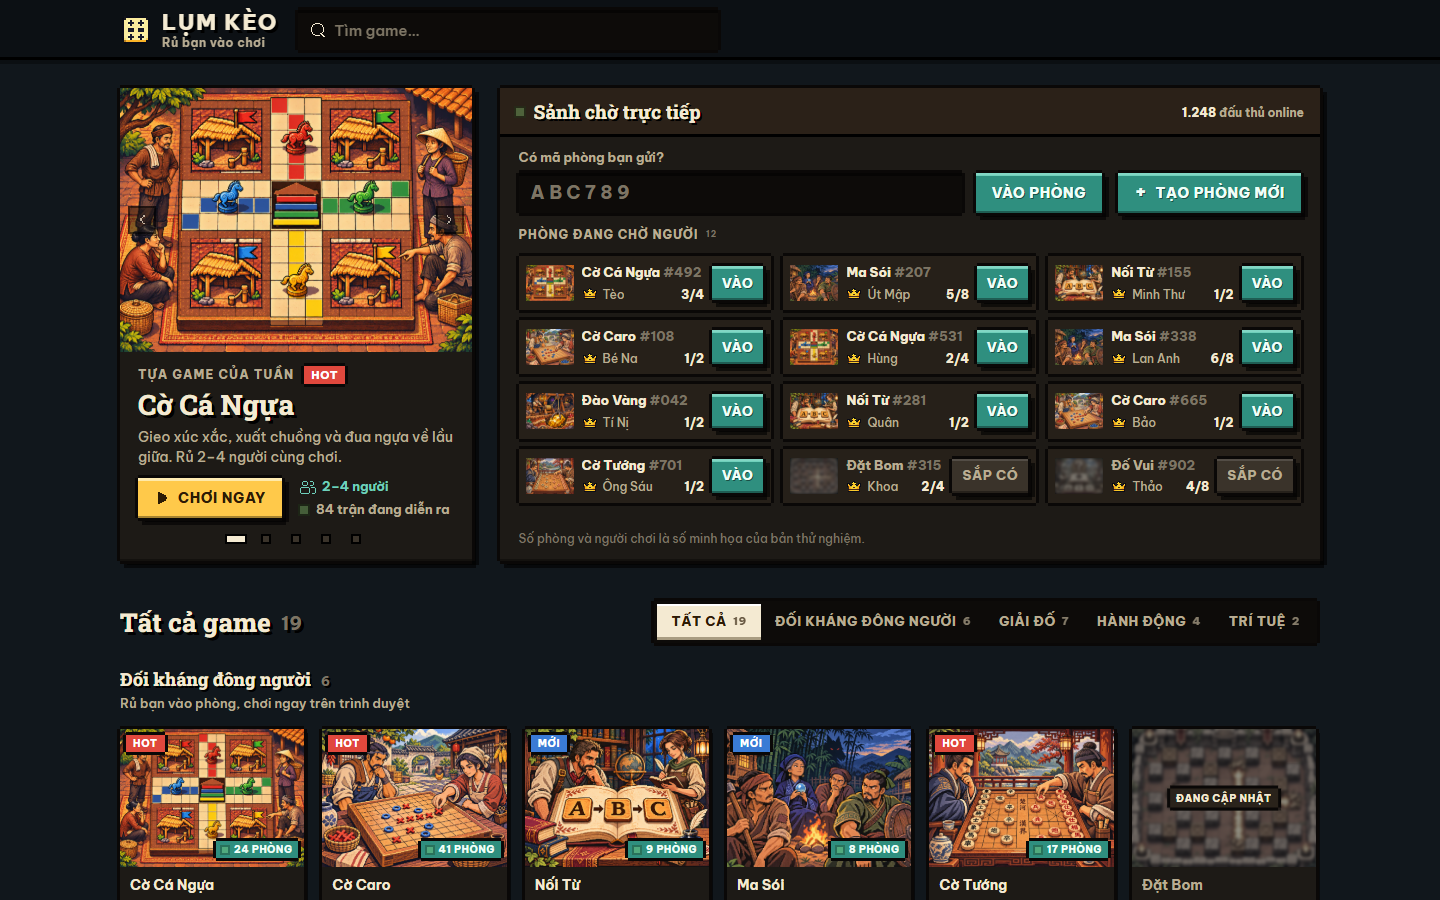 LỤM KÈO
Rủ bạn vào chơi
Tìm game...
TỰA GAME CỦA TUẦN HOT
Cờ Cá Ngựa
Gieo xúc xắc, xuất chuồng và đua ngựa về lầu
giữa. Rủ 2–4 người cùng chơi.
CHƠI NGAY
2–4 người
84 trận đang diễn ra
Sảnh chờ trực tiếp
1.248 đấu thủ online
Có mã phòng bạn gửi?
ABC789
VÀO PHÒNG
+ TẠO PHÒNG MỚI
PHÒNG ĐANG CHỜ NGƯỜI 12
Cờ Cá Ngựa #492
Tèo 3/4
VÀO
Ma Sói #207
Út Mập 5/8
VÀO
Nối Từ #155
Minh Thư 1/2
VÀO
Cờ Caro #108
Bé Na 1/2
VÀO
Cờ Cá Ngựa #531
Hùng 2/4
VÀO
Ma Sói #338
Lan Anh 6/8
VÀO
Đào Vàng #042
Tí Nị 1/2
VÀO
Nối Từ #281
Quân 1/2
VÀO
Cờ Caro #665
Bảo 1/2
VÀO
Cờ Tướng #701
Ông Sáu 1/2
VÀO
Đặt Bom #315
Khoa 2/4
SẮP CÓ
Đố Vui #902
Thảo 4/8
SẮP CÓ
Số phòng và người chơi là số minh họa của bản thử nghiệm.
Tất cả game 19
TẤT CẢ 19
ĐỐI KHÁNG ĐÔNG NGƯỜI 6
GIẢI ĐỐ 7
HÀNH ĐỘNG 4
TRÍ TUỆ 2
Đối kháng đông người 6
Rủ bạn vào phòng, chơi ngay trên trình duyệt
HOT
24 PHÒNG
Cờ Cá Ngựa
HOT
41 PHÒNG
Cờ Caro
MỚI
A B C
9 PHÒNG
Nối Từ
MỚI
8 PHÒNG
Ma Sói
HOT
17 PHÒNG
Cờ Tướng
ĐANG CẬP NHẬT
Đặt Bom